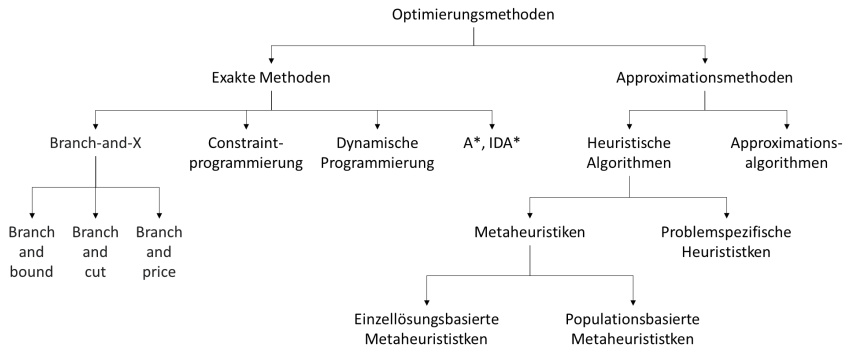 Optimierungsmethoden
Exakte Methoden
Approximationsmethoden
Branch-and-X
Constraint-
programmierung
Dynamische
Programmierung
A*, IDA*
Heuristische
Algorithmen
Approximations-
algorithmen
Branch
and
bound
Branch
and
cut
Branch
and
price
Metaheuristiken
Problemspezifische
Heurististken
Einzellösungsbasierte
Metaheurististken
Populationsbasierte
Metaheurististken